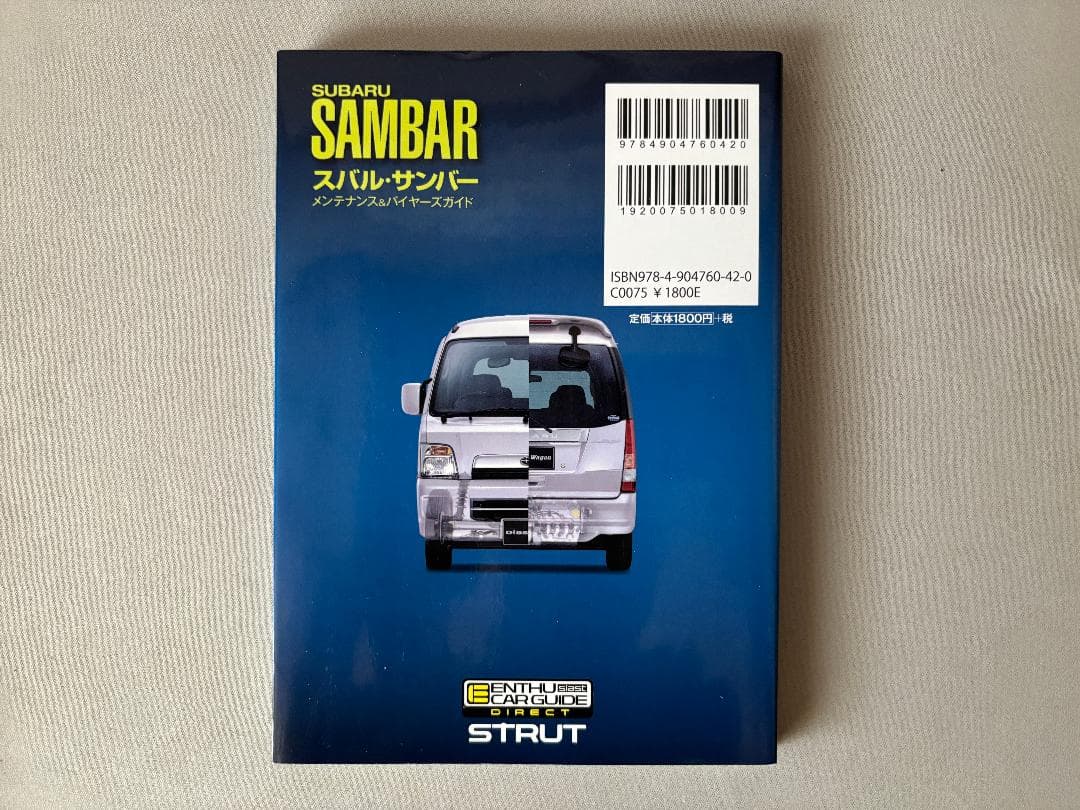 SUBARU
SAMBAR
スバル・サンバー
メンテナンス&バイヤーズガイド
9784904760420
1920075018009
ISBN978-4-904760-42-0
C0075 ¥1800E
定価 本体1800円 +税
Wagon
Dias
ENTHUsiast
CAR GUIDE
DIRECT
STRUT